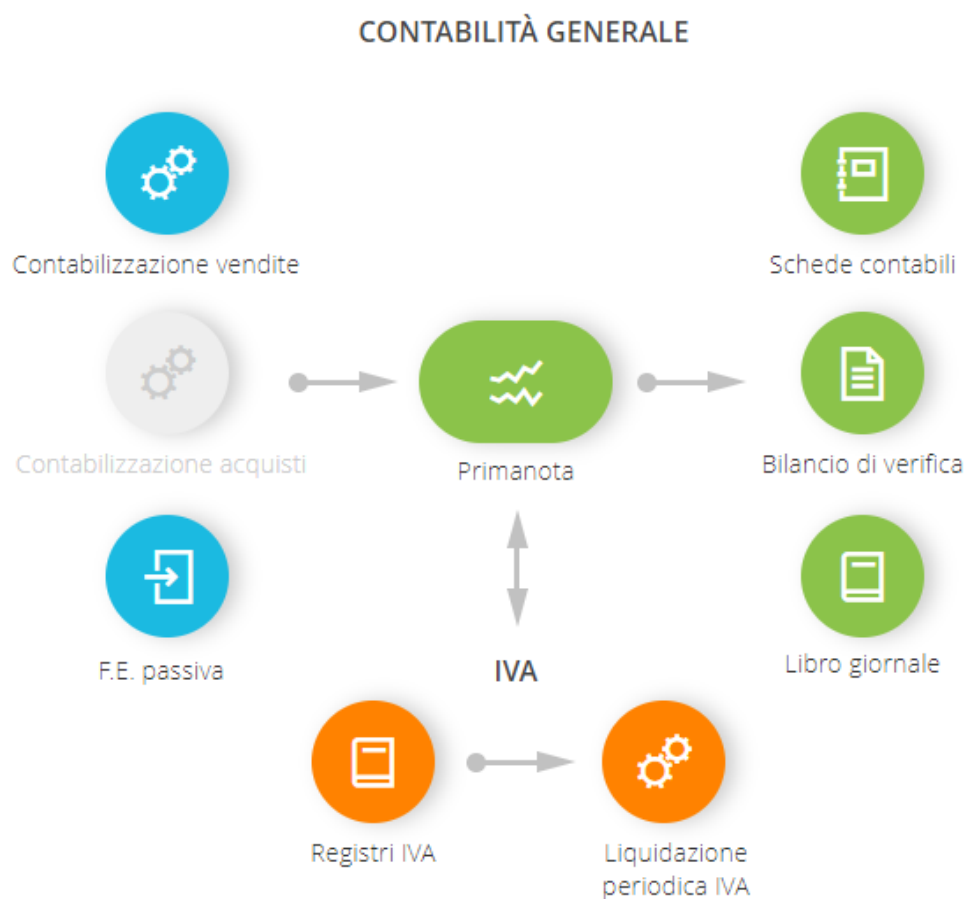 CONTABILITÀ GENERALE
Contabilizzazione vendite
Schede contabili
Contabilizzazione acquisti
Primanota
Bilancio di verifica
F.E. passiva
IVA
Libro giornale
Registri IVA
Liquidazione
periodica IVA